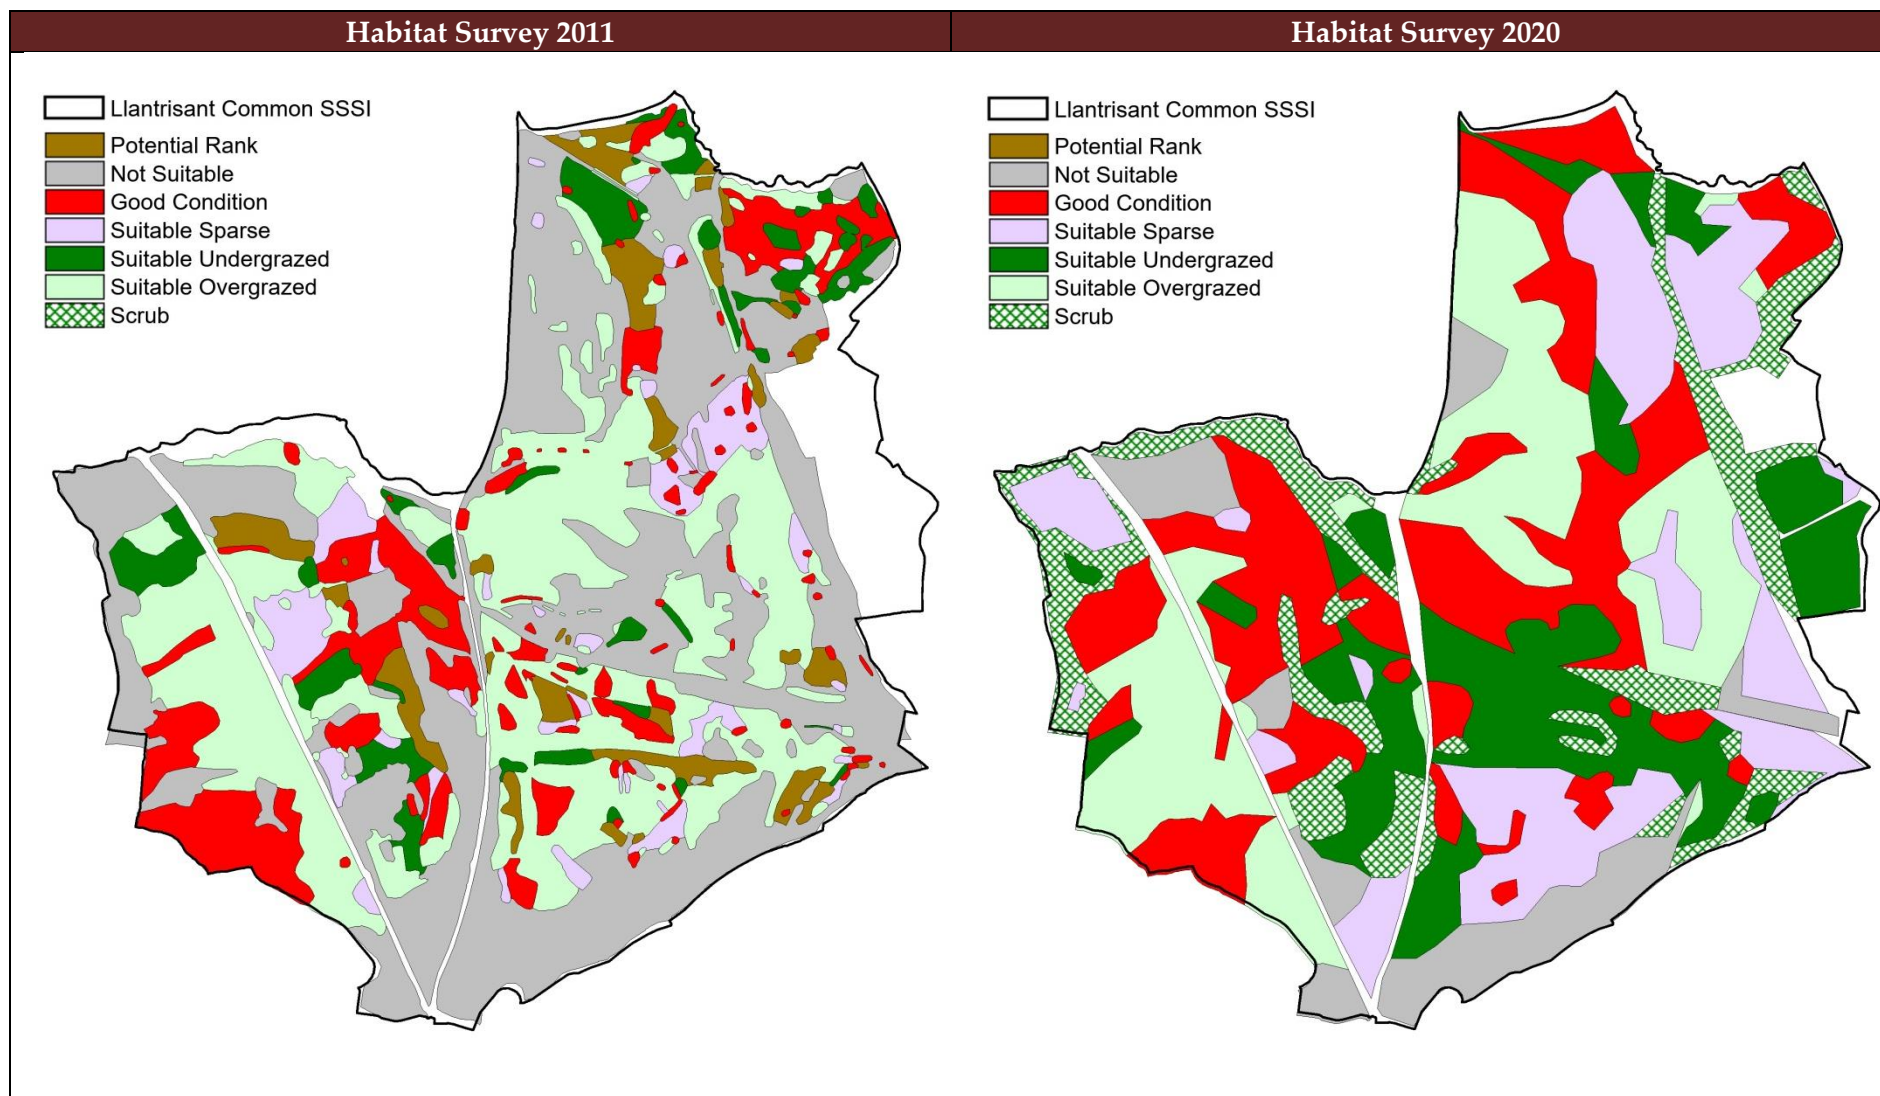 Habitat Survey 2011
Habitat Survey 2020
Llantrisant Common SSSI
Potential Rank
Not Suitable
Good Condition
Suitable Sparse
Suitable Undergrazed
Suitable Overgrazed
Scrub
Llantrisant Common SSSI
Potential Rank
Not Suitable
Good Condition
Suitable Sparse
Suitable Undergrazed
Suitable Overgrazed
Scrub